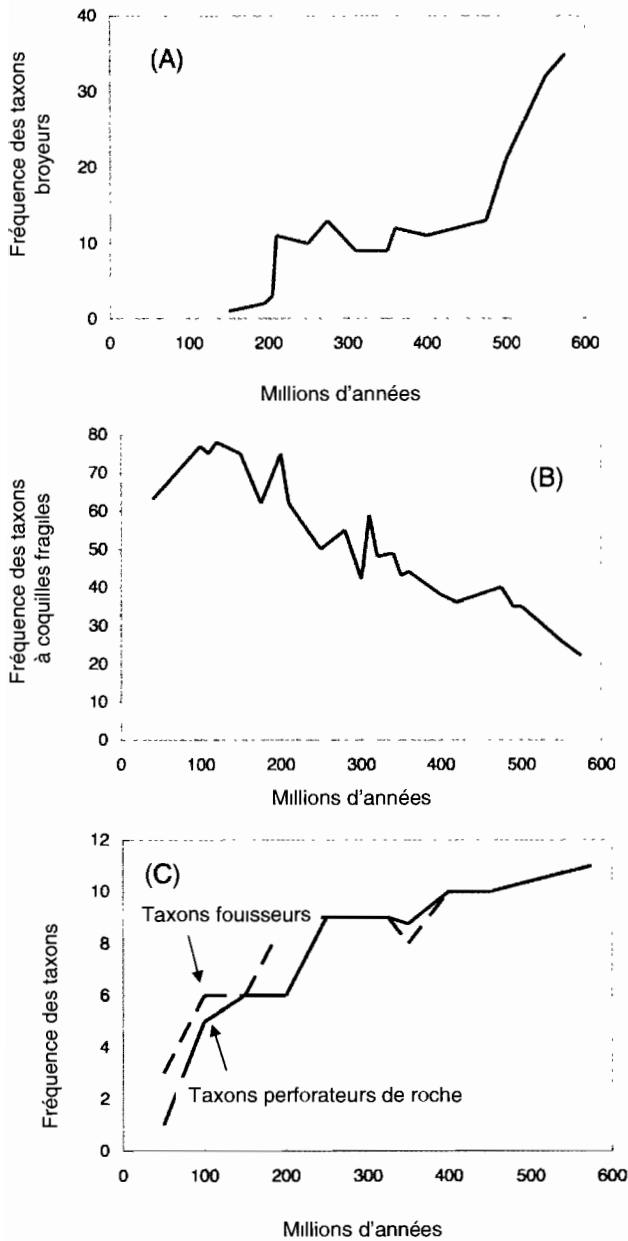 Fréquence des taxons
broyeurs
(A)
40
30
20
10
0
0 100 200 300 400 500 600
Millions d'années
Fréquence des taxons
à coquilles fragiles
(B)
80
70
60
50
40
30
20
10
0
0 100 200 300 400 500 600
Millions d'années
Fréquence des taxons
(C)
12
10
8
6
4
2
0
Taxons fouisseurs
Taxons perforateurs de roche
0 100 200 300 400 500 600
Millions d'années